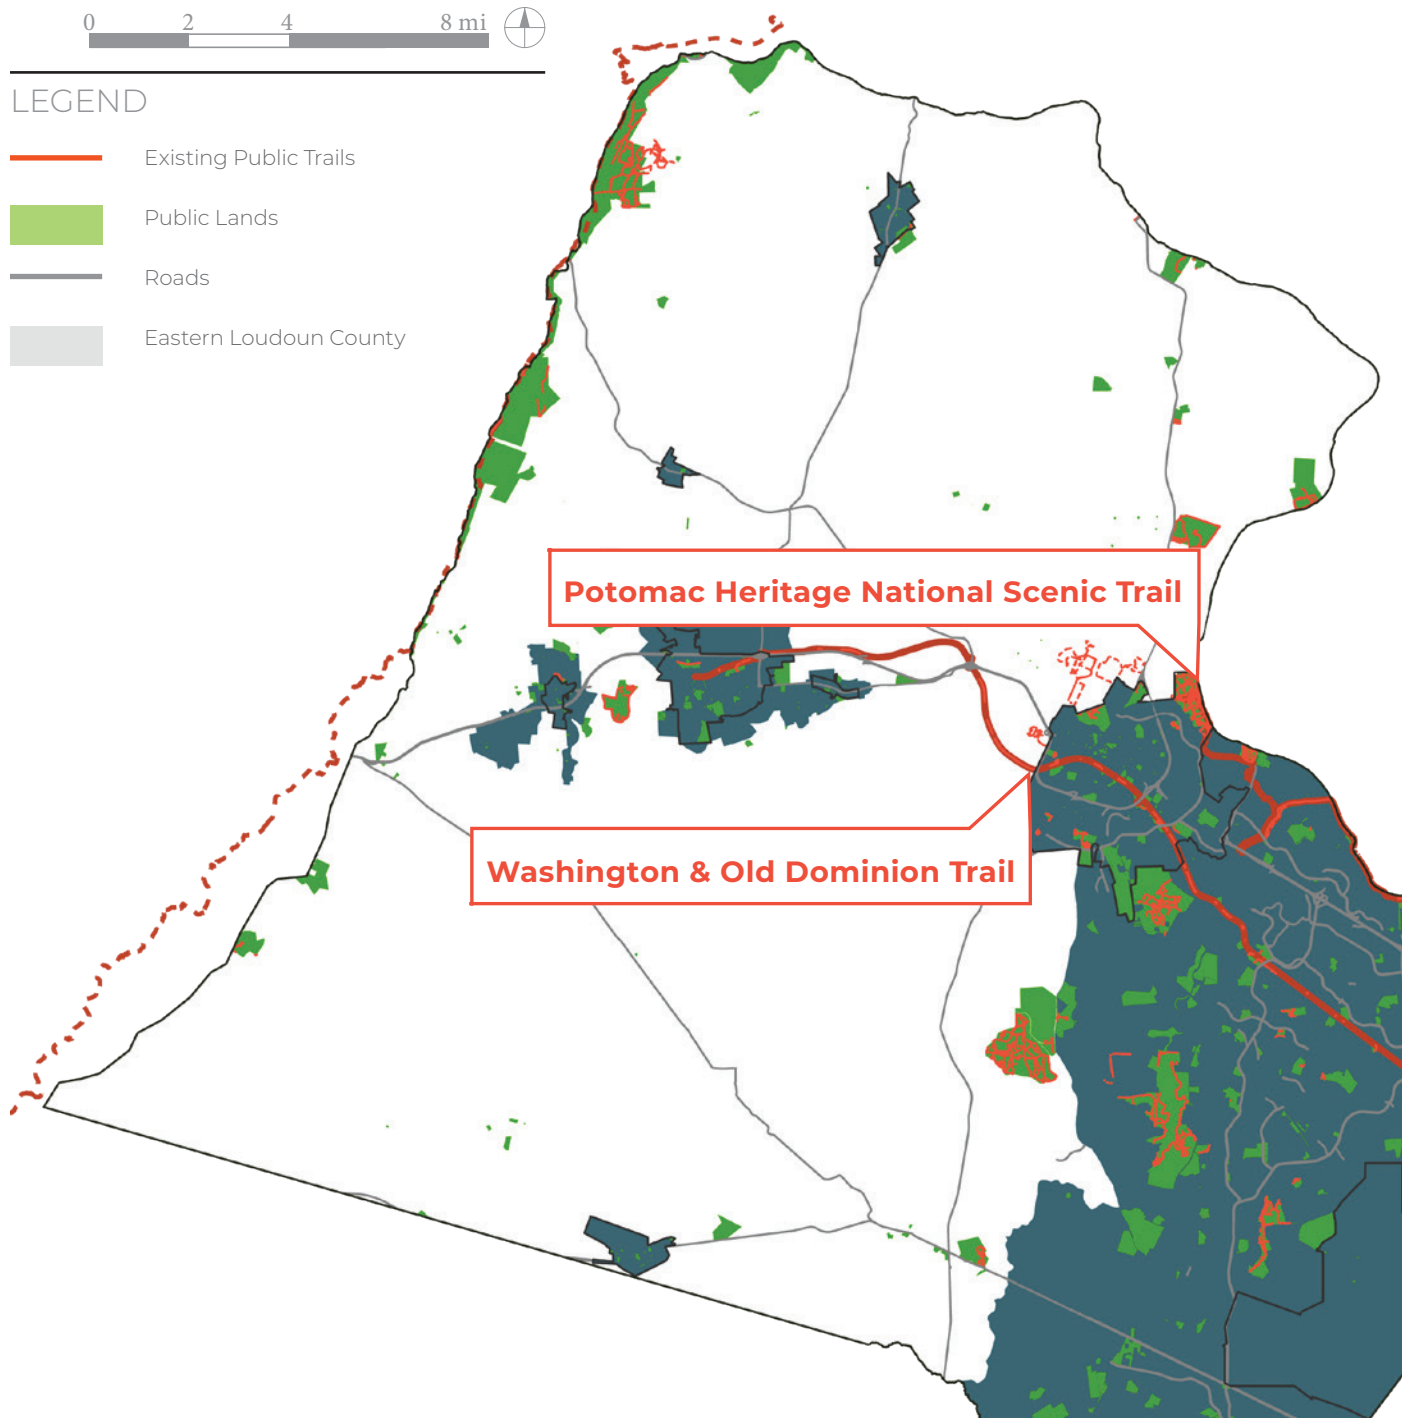 0 2 4 8 mi
LEGEND
Existing Public Trails
Public Lands
Roads
Eastern Loudoun County
Potomac Heritage National Scenic Trail
Washington & Old Dominion Trail